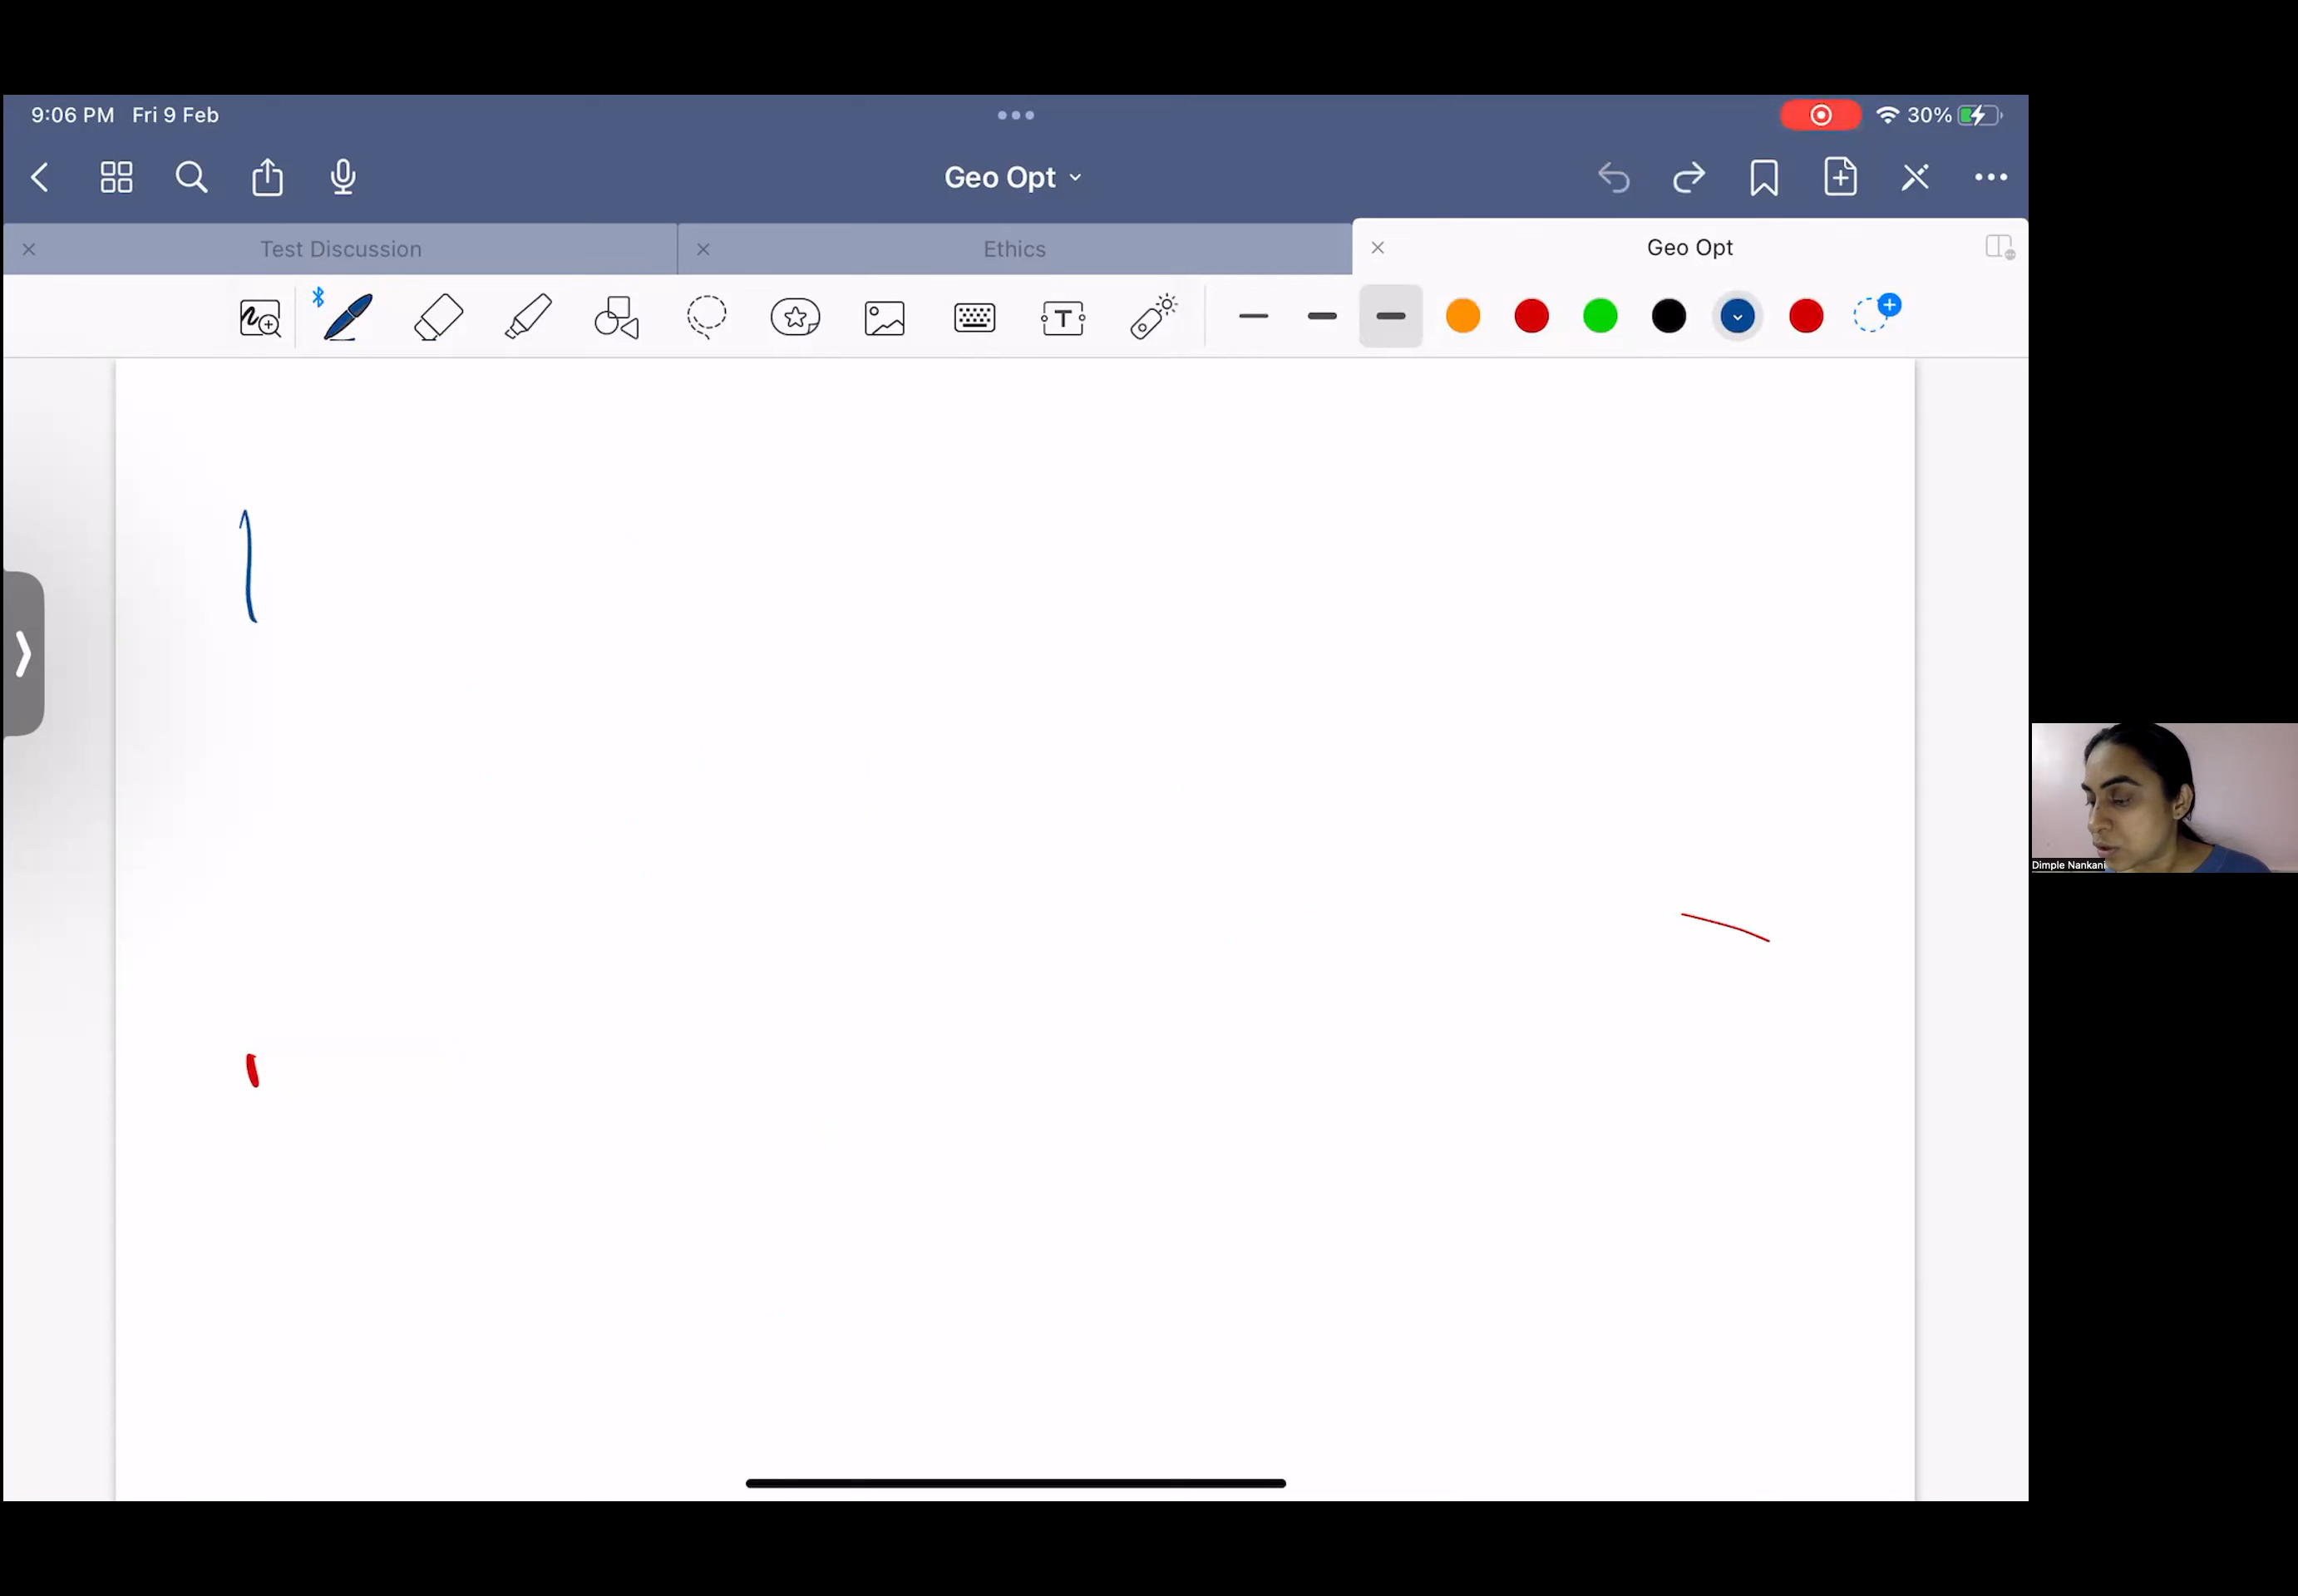 9:06 PM Fri 9 Feb
30%
Geo Opt
Test Discussion
Ethics
Geo Opt
T
Dimple Nankani